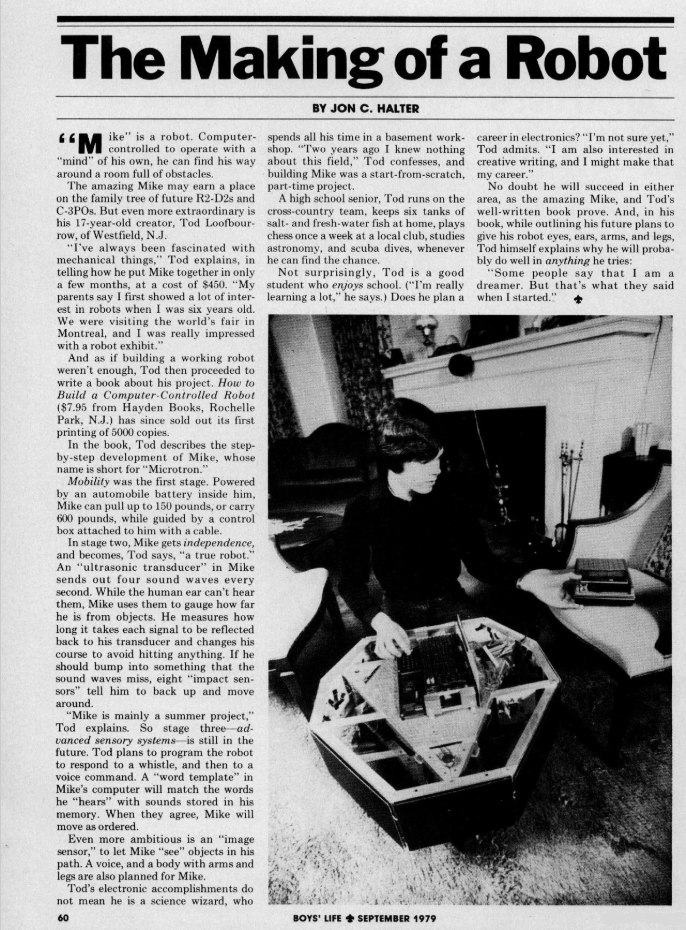 The Making of a Robot
BY JON C. HALTER
“Mike” is a robot. Computer-
controlled to operate with a
“mind” of his own, he can find his way
around a room full of obstacles.
The amazing Mike may earn a place
on the family tree of future R2-D2s and
C-3POs. But even more extraordinary is
his 17-year-old creator, Tod Loofbour-
row, of Westfield, N.J.
“I’ve always been fascinated with
mechanical things,” Tod explains, in
telling how he put Mike together in only
a few months, at a cost of $450. “My
parents say I first showed a lot of inter-
est in robots when I was six years old.
We were visiting the world’s fair in
Montreal, and I was really impressed
with a robot exhibit.”
And as if building a working robot
weren’t enough, Tod then proceeded to
write a book about his project. How to
Build a Computer-Controlled Robot
($7.95 from Hayden Books, Rochelle
Park, N.J.) has since sold out its first
printing of 5000 copies.
In the book, Tod describes the step-
by-step development of Mike, whose
name is short for “Microtron.”
Mobility was the first stage. Powered
by an automobile battery inside him,
Mike can pull up to 150 pounds, or carry
600 pounds, while guided by a control
box attached to him with a cable.
In stage two, Mike gets independence,
and becomes, Tod says, “a true robot.”
An “ultrasonic transducer” in Mike
sends out four sound waves every
second. While the human ear can’t hear
them, Mike uses them to gauge how far
he is from objects. He measures how
long it takes each signal to be reflected
back to his transducer and changes his
course to avoid hitting anything. If he
should bump into something that the
sound waves miss, eight “impact sen-
sors” tell him to back up and move
around.
“Mike is mainly a summer project,”
Tod explains. So stage three—ad-
vanced sensory systems—is still in the
future. Tod plans to program the robot
to respond to a whistle, and then to a
voice command. A “word template” in
Mike’s computer will match the words
he “hears” with sounds stored in his
memory. When they agree, Mike will
move as ordered.
Even more ambitious is an “image
sensor,” to let Mike “see” objects in his
path. A voice, and a body with arms and
legs are also planned for Mike.
Tod’s electronic accomplishments do
not mean he is a science wizard, who
spends all his time in a basement work-
shop. “Two years ago I knew nothing
about this field,” Tod confesses, and
building Mike was a start-from-scratch,
part-time project.
A high school senior, Tod runs on the
cross-country team, keeps six tanks of
salt- and fresh-water fish at home, plays
chess once a week at a local club, studies
astronomy, and scuba dives, whenever
he can find the chance.
Not surprisingly, Tod is a good
student who enjoys school. (“I’m really
learning a lot,” he says.) Does he plan a
career in electronics? “I’m not sure yet,”
Tod admits. “I am also interested in
creative writing, and I might make that
my career.”
No doubt he will succeed in either
area, as the amazing Mike, and Tod’s
well-written book prove. And, in his
book, while outlining his future plans to
give his robot eyes, ears, arms, and legs,
Tod himself explains why he will proba-
bly do well in anything he tries:
“Some people say that I am a
dreamer. But that’s what they said
when I started.”
60
BOYS’ LIFE ⚜ SEPTEMBER 1979